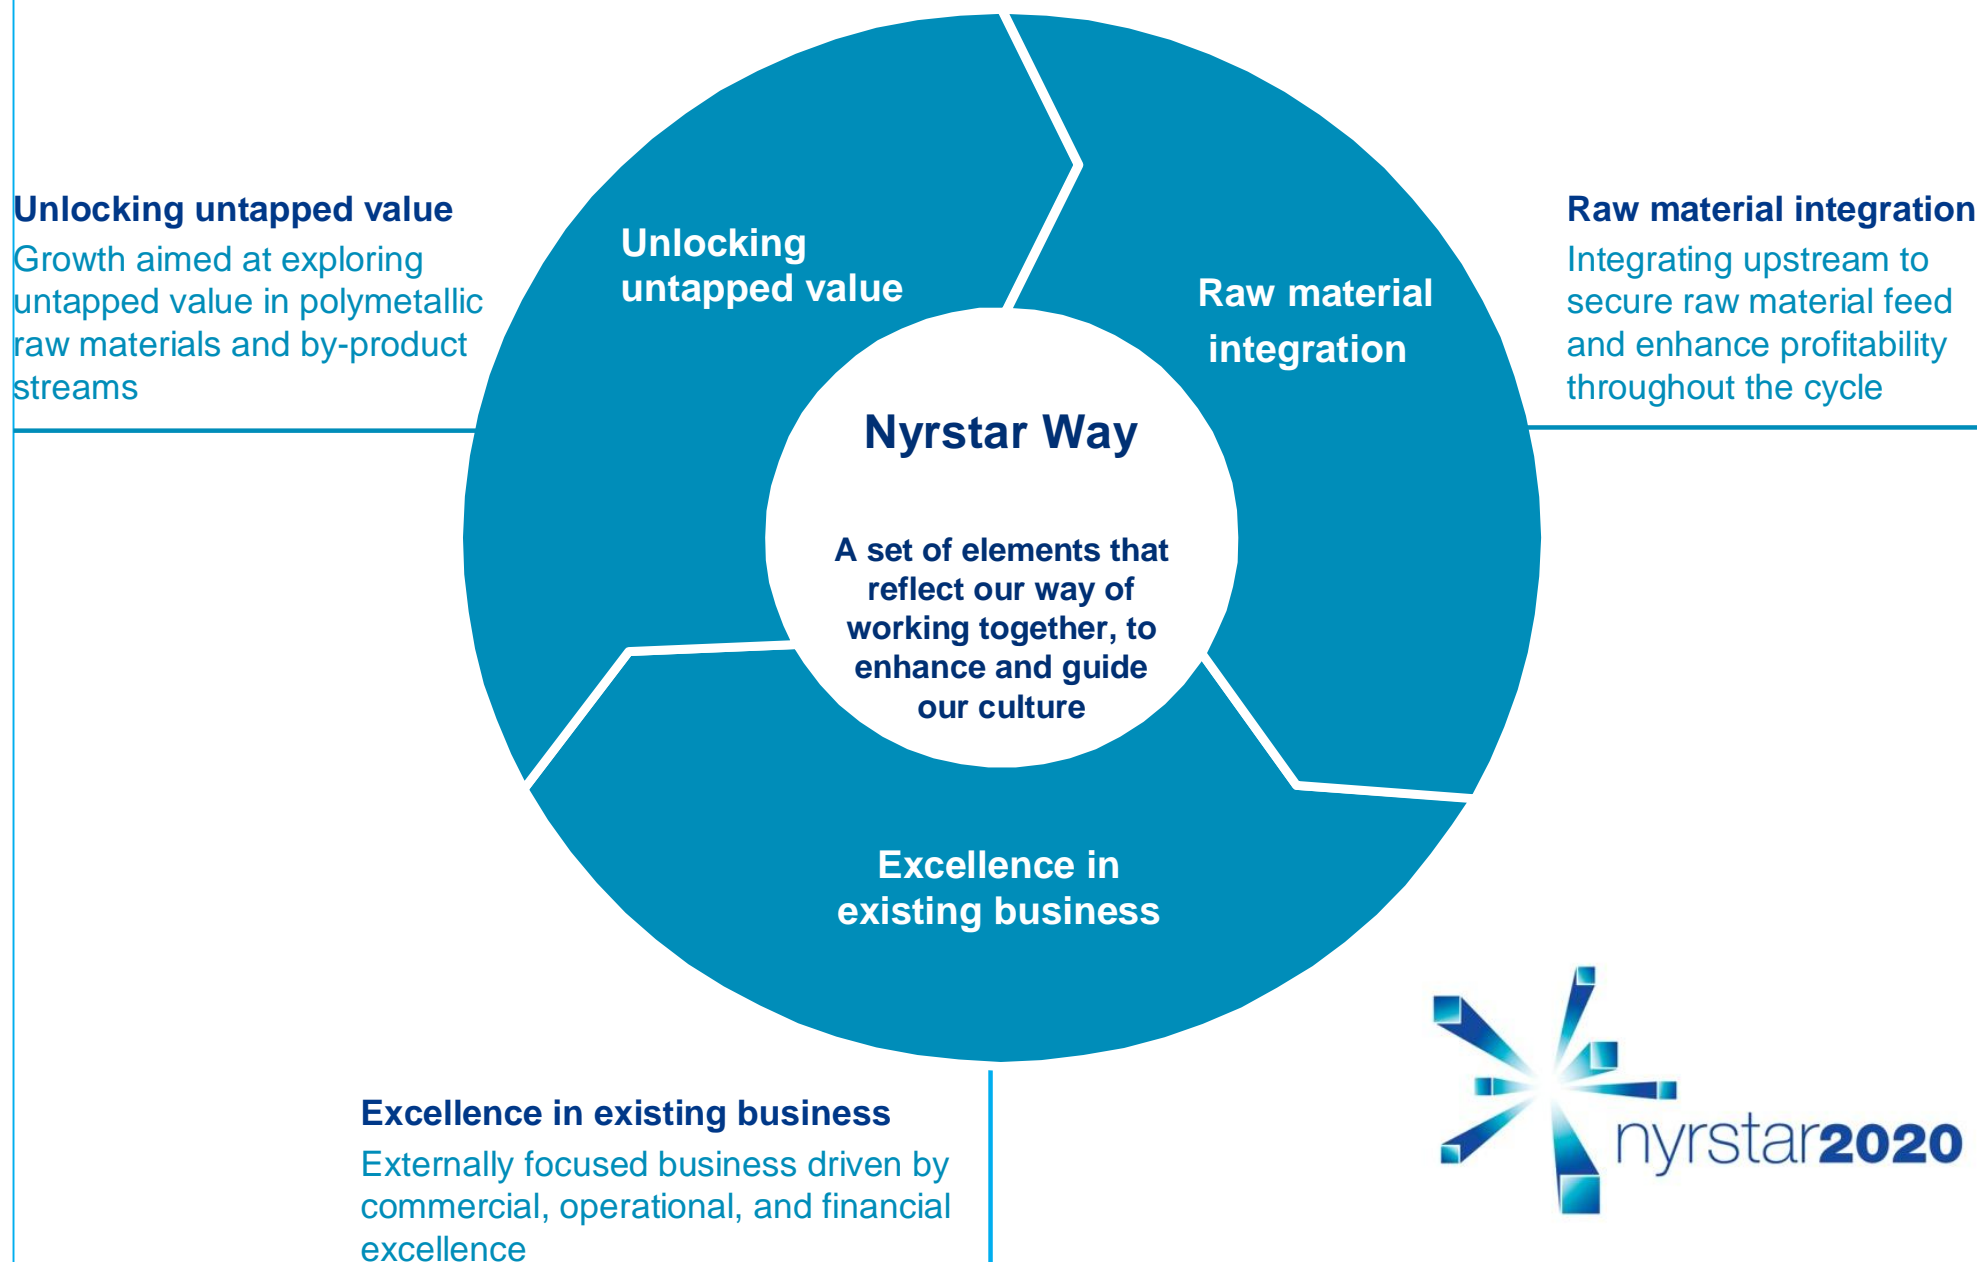 Unlocking untapped value
Growth aimed at exploring
untapped value in polymetallic
raw materials and by-product
streams
Unlocking
untapped value
Raw material
integration
Raw material integration
Integrating upstream to
secure raw material feed
and enhance profitability
throughout the cycle
Nyrstar Way
A set of elements that
reflect our way of
working together, to
enhance and guide
our culture
Excellence in
existing business
Excellence in existing business
Externally focused business driven by
commercial, operational, and financial
excellence
nyrstar2020